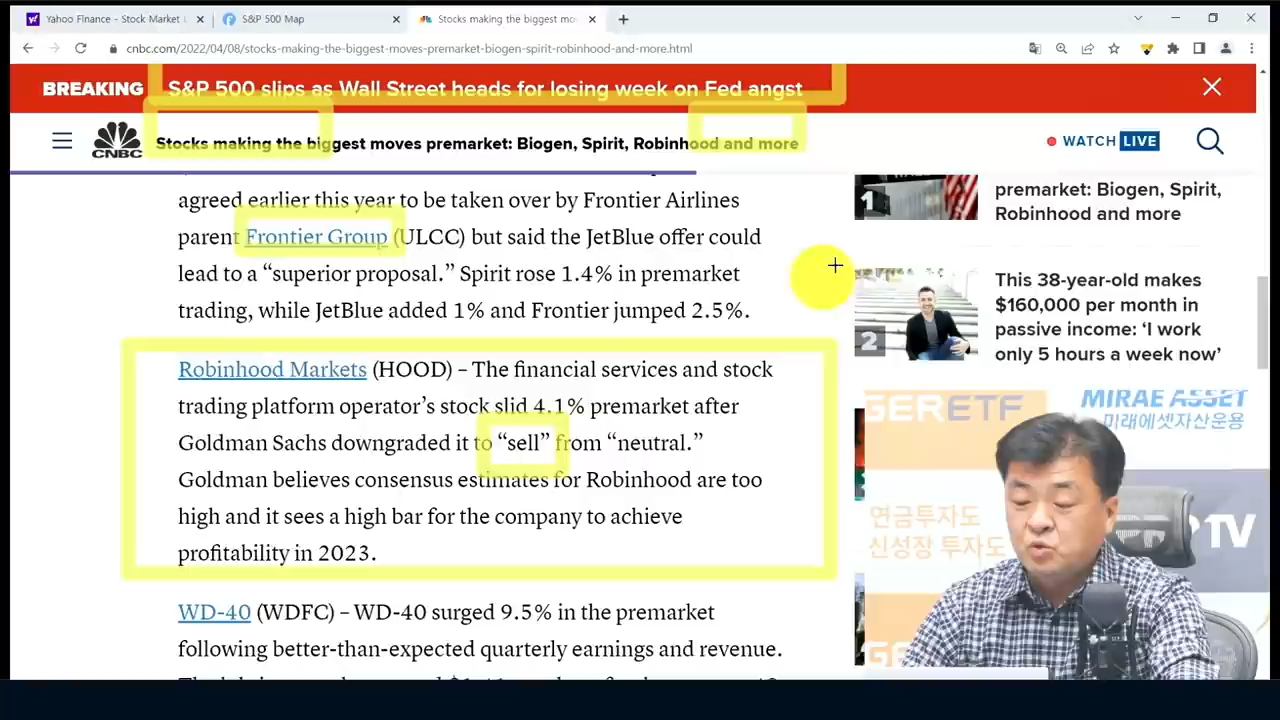 Yahoo Finance - Stock Market
S&P 500 Map
Stocks making the biggest mo
cnbc.com/2022/04/08/stocks-making-the-biggest-moves-premarket-biogen-spirit-robinhood-and-more.html
BREAKING
S&P 500 slips as Wall Street heads for losing week on Fed angst
CNBC
Stocks making the biggest moves premarket: Biogen, Spirit, Robinhood and more
WATCH LIVE
agreed earlier this year to be taken over by Frontier Airlines
parent Frontier Group (ULCC) but said the JetBlue offer could
lead to a “superior proposal.” Spirit rose 1.4% in premarket
trading, while JetBlue added 1% and Frontier jumped 2.5%.
Robinhood Markets (HOOD) – The financial services and stock
trading platform operator’s stock slid 4.1% premarket after
Goldman Sachs downgraded it to “sell” from “neutral.”
Goldman believes consensus estimates for Robinhood are too
high and it sees a high bar for the company to achieve
profitability in 2023.
WD-40 (WDFC) – WD-40 surged 9.5% in the premarket
following better-than-expected quarterly earnings and revenue.
1
premarket: Biogen, Spirit,
Robinhood and more
2
This 38-year-old makes
$160,000 per month in
passive income: ‘I work
only 5 hours a week now’
GERETF
MIRAE ASSET
미래에셋자산운용
연금투자도
신성장 투자도
TV